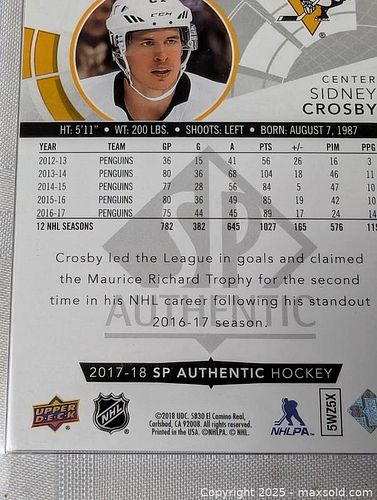 CENTER
SIDNEY
CROSBY
HT: 5'11" • WT: 200 LBS. • SHOOTS: LEFT • BORN: AUGUST 7, 1987
YEAR TEAM GP G A PTS +/- PIM PPG
2012-13 PENGUINS 36 15 41 56 26 16 3
2013-14 PENGUINS 80 36 68 104 18 46 11
2014-15 PENGUINS 77 28 56 84 5 47 10
2015-16 PENGUINS 80 36 49 85 19 42 10
2016-17 PENGUINS 75 44 45 89 17 24 14
12 NHL SEASONS 782 382 645 1027 165 576 115
SP
AUTHENTIC
Crosby led the League in goals and claimed
the Maurice Richard Trophy for the second
time in his NHL career following his standout
2016-17 season.
2017-18 SP AUTHENTIC HOCKEY
UPPER
DECK
NHL
©2018 UDC. 5830 El Camino Real,
Carlsbad, CA 92008. All rights reserved.
Printed in the USA. ©NHLPA. © NHL.
NHLPA
5WZ5X
Copyright 2025 - maxsold.com